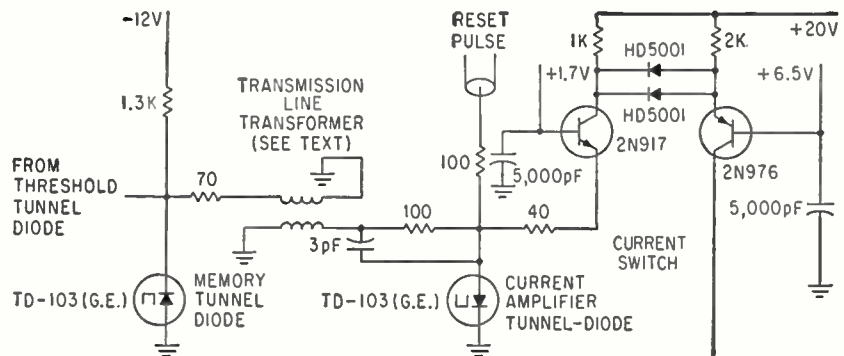 -12V
1.3K
FROM
THRESHOLD
TUNNEL
DIODE
70
TRANSMISSION
LINE
TRANSFORMER
(SEE TEXT)
3pF
100
TD-103(G.E.)
MEMORY
TUNNEL
DIODE
RESET
PULSE
100
5,000pF
40
TD-103(G.E.)
CURRENT
AMPLIFIER
TUNNEL-DIODE
+1.7V
1K
HD5001
HD5001
2K
+20V
+6.5V
2N917
2N976
5,000pF
CURRENT
SWITCH